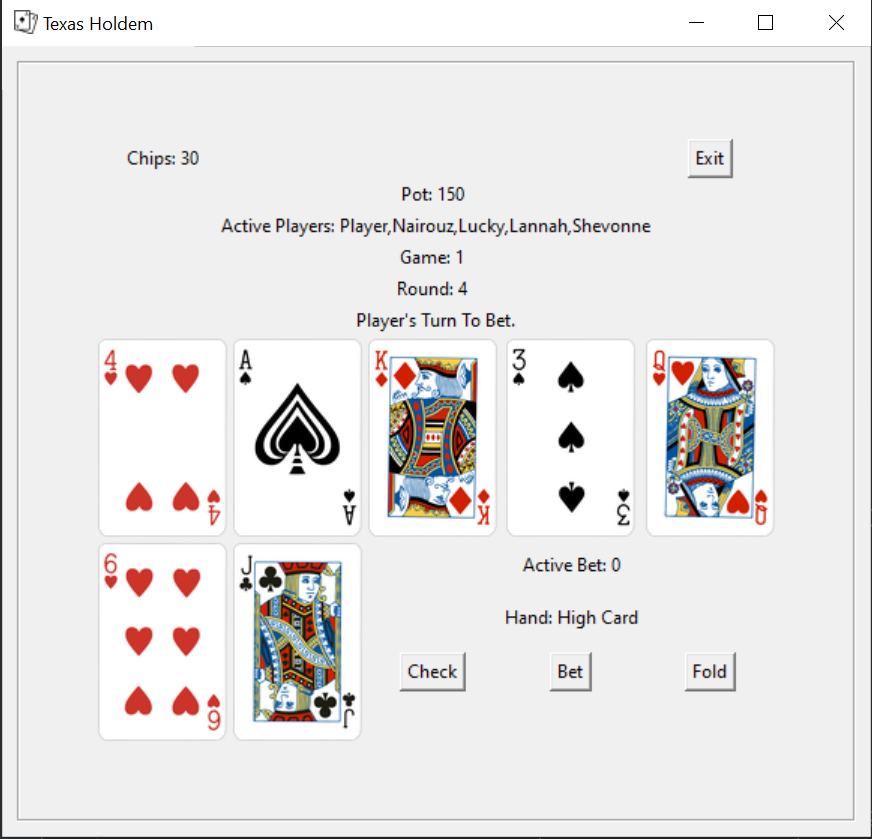 Texas Holdem
Chips: 30
Exit
Pot: 150
Active Players: Player,Nairouz,Lucky,Lannah,Shevonne
Game: 1
Round: 4
Player's Turn To Bet.
4 A K 3 Q
4 A K 3 Q
6 J
Active Bet: 0
Hand: High Card
Check Bet Fold
6 J